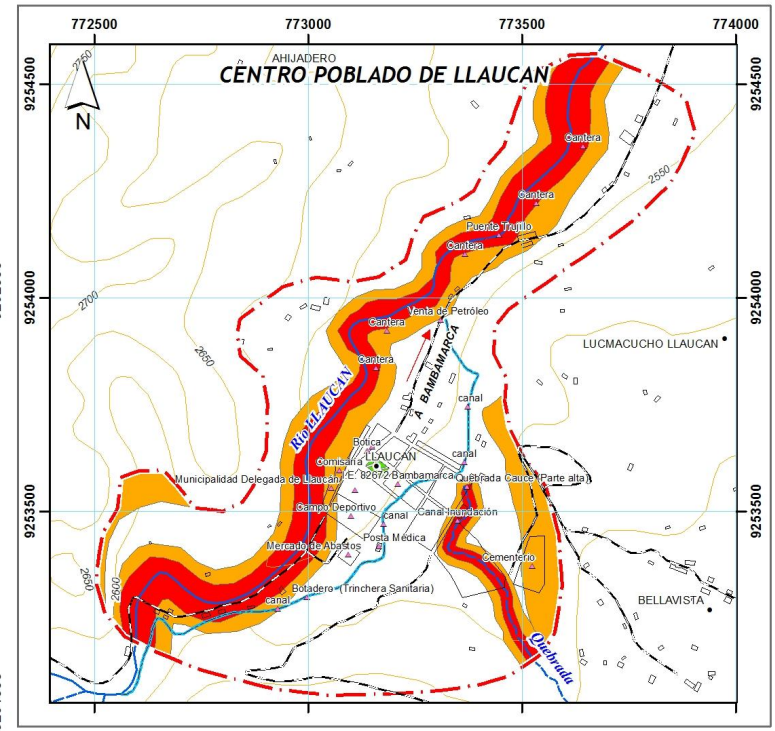 772500
773000
773500
774000
2750
AHIJADERO
CENTRO POBLADO DE LLAUCAN
N
9254500
9254500
Cantera
2550
Cantera
Puente Trujillo
Cantera
9254000
9254000
2700
Venta de Petróleo
Cantera
A BAMBAMARCA
LUCMACUCHO LLAUCAN
2650
Cantera
Río LLAUCAN
canal
Botica
canal
LLAUCAN
Comisaria
Municipalidad Delegada de Llaucan
I.E. 82672 Bambamarca
Quebrada Cauce (Parte alta)
9253500
9253500
Campo Deportivo
canal
Canal-Inundación
Posta Médica
Mercado de Abastos
Cementerio
2650
2600
Botadero (Trinchera Sanitaria)
canal
BELLAVISTA
Quebrada